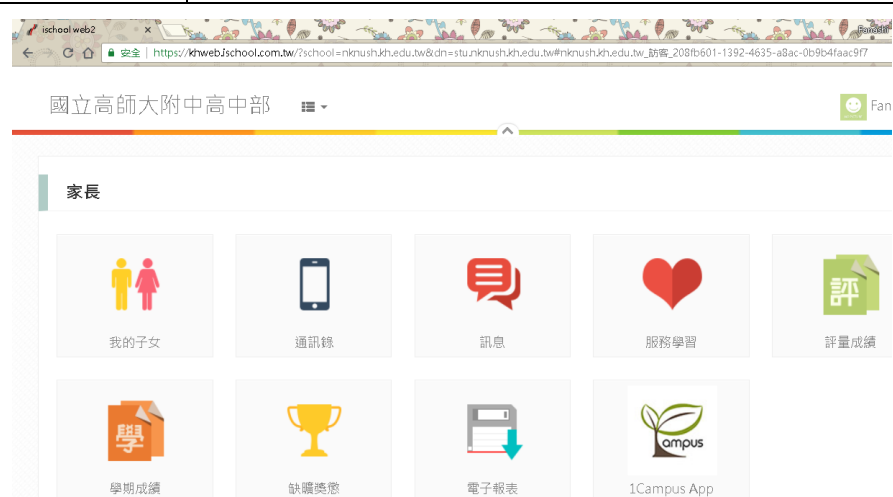 ischool web2
安全 | https://khweb.ischool.com.tw/?school=nknush.kh.edu.tw&dn=stu.nknush.kh.edu.tw#nknush.kh.edu.tw_訪客_208fb601-1392-4635-a8ac-0b9b4faac9f7
國立高師大附中高中部
Fan
家長
我的子女
通訊錄
訊息
服務學習
評
評量成績
學
學期成績
缺曠獎懲
電子報表
1Campus
1Campus App